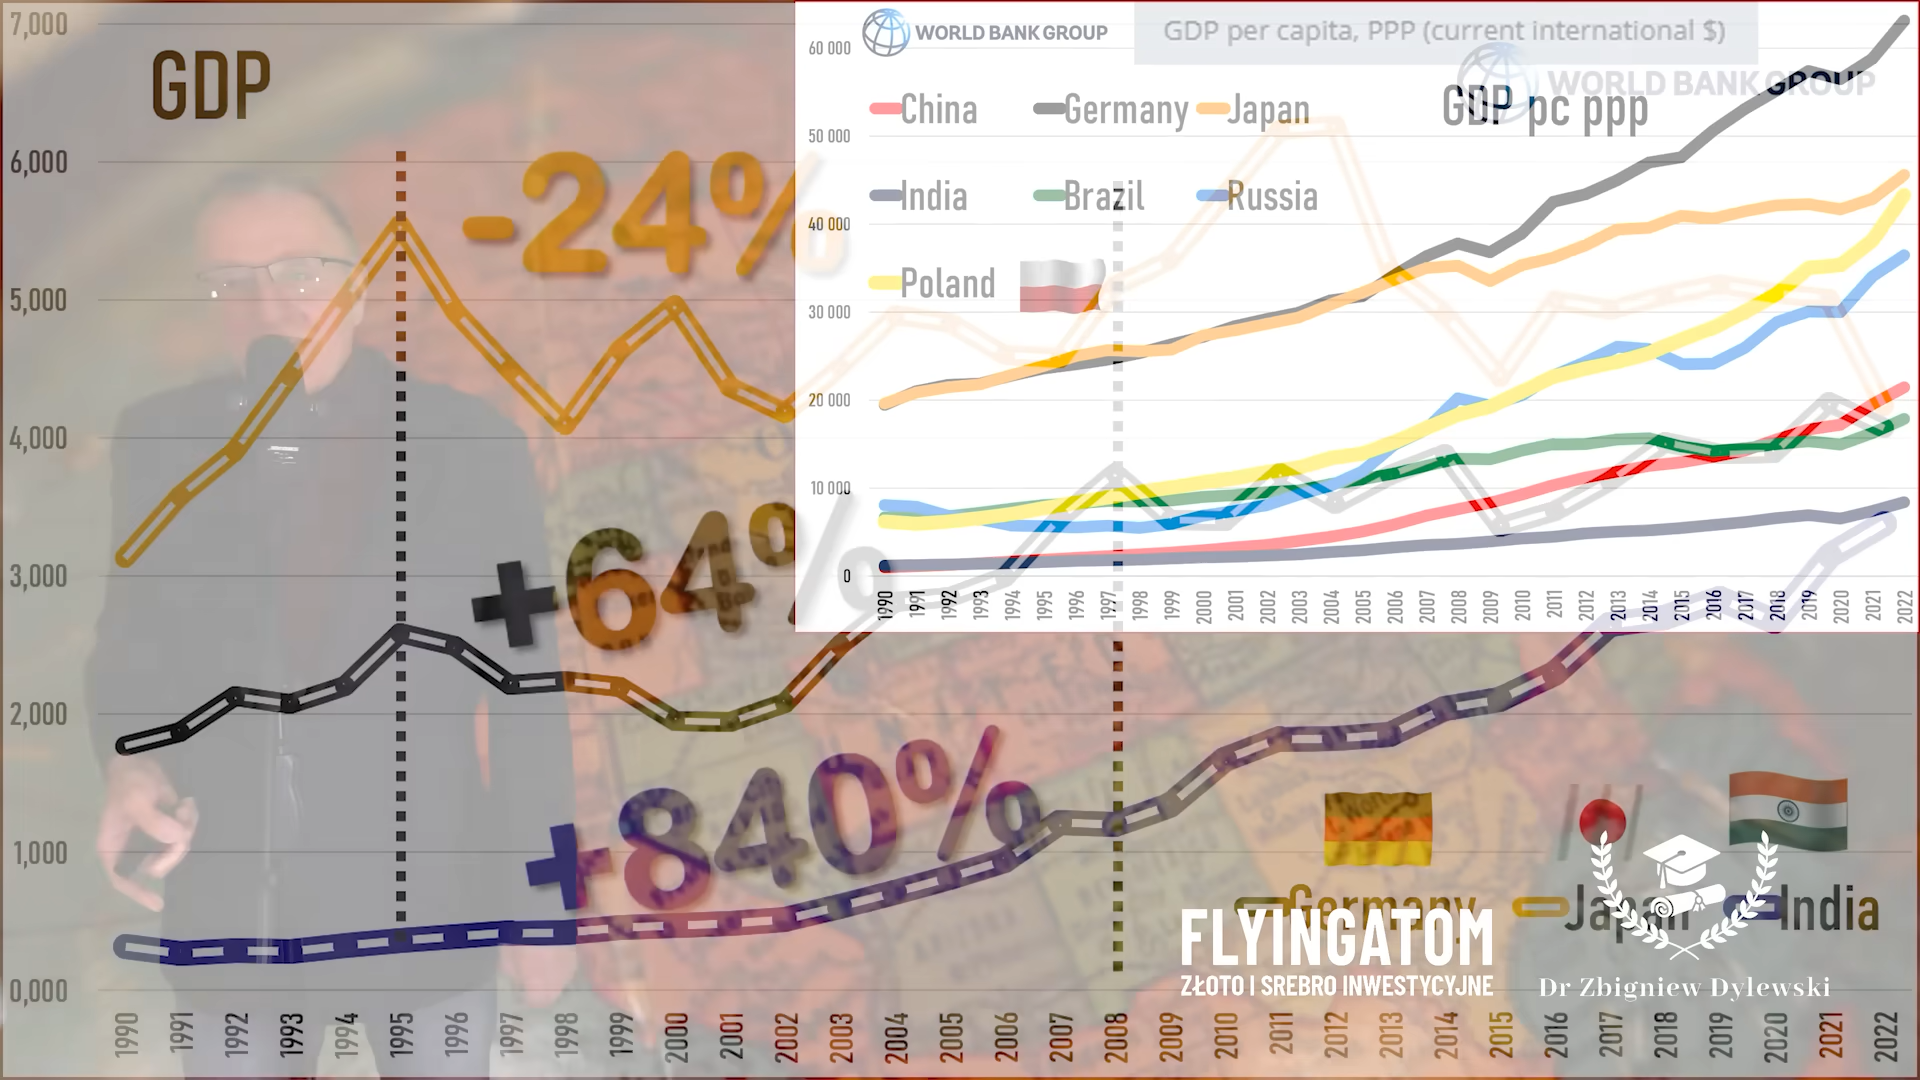 GDP
7,000
6,000
5,000
4,000
3,000
2,000
1,000
0,000
-24%
+64%
+840%
1990 1991 1992 1993 1994 1995 1996 1997 1998 1999 2000 2001 2002 2003 2004 2005 2006 2007 2008 2009 2010 2011 2012 2013 2014 2015 2016 2017 2018 2019 2020 2021 2022
WORLD BANK GROUP
GDP per capita, PPP (current international $)
WORLD BANK GROUP
GDP pc ppp
China Germany Japan
India Brazil Russia
Poland
60 000
50 000
40 000
30 000
20 000
10 000
0
1990 1991 1992 1993 1994 1995 1996 1997 1998 1999 2000 2001 2002 2003 2004 2005 2006 2007 2008 2009 2010 2011 2012 2013 2014 2015 2016 2017 2018 2019 2020 2021 2022
Germany Japan India
FLYINGATOM
ZŁOTO I SREBRO INWESTYCYJNE
Dr Zbigniew Dylewski